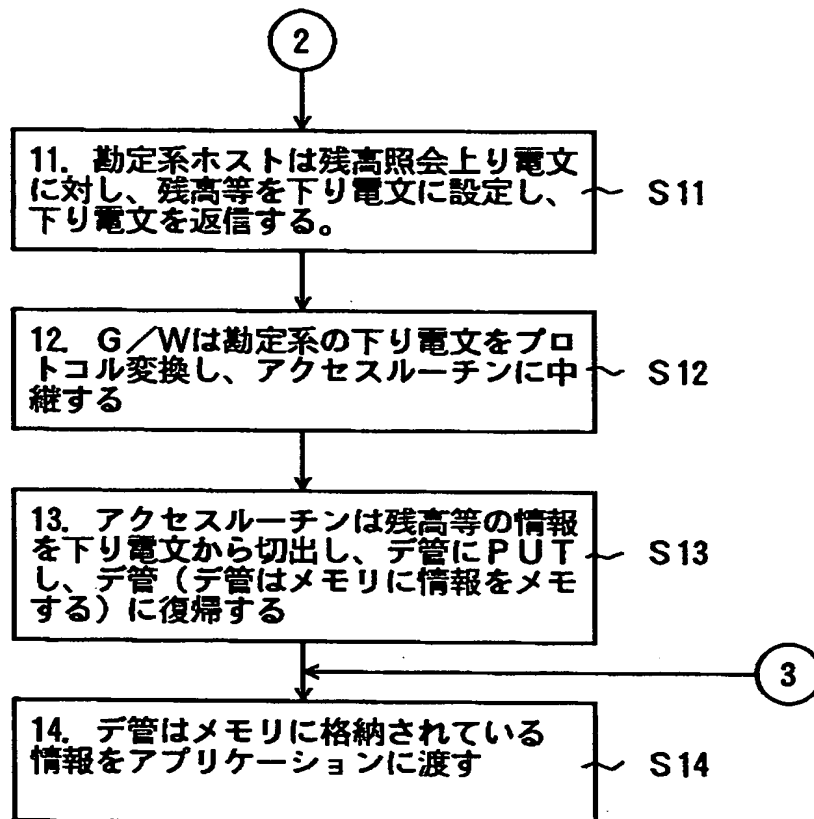 2
11. 勘定系ホストは残高照会上り電文
に対し、残高等を下り電文に設定し、
下り電文を返信する。
S11
12. G/Wは勘定系の下り電文をプロ
トコル変換し、アクセスルーチンに中
継する
S12
13. アクセスルーチンは残高等の情報
を下り電文から切出し、デ管にPUT
し、デ管（デ管はメモリに情報をメモ
する）に復帰する
S13
3
14. デ管はメモリに格納されている
情報をアプリケーションに渡す
S14